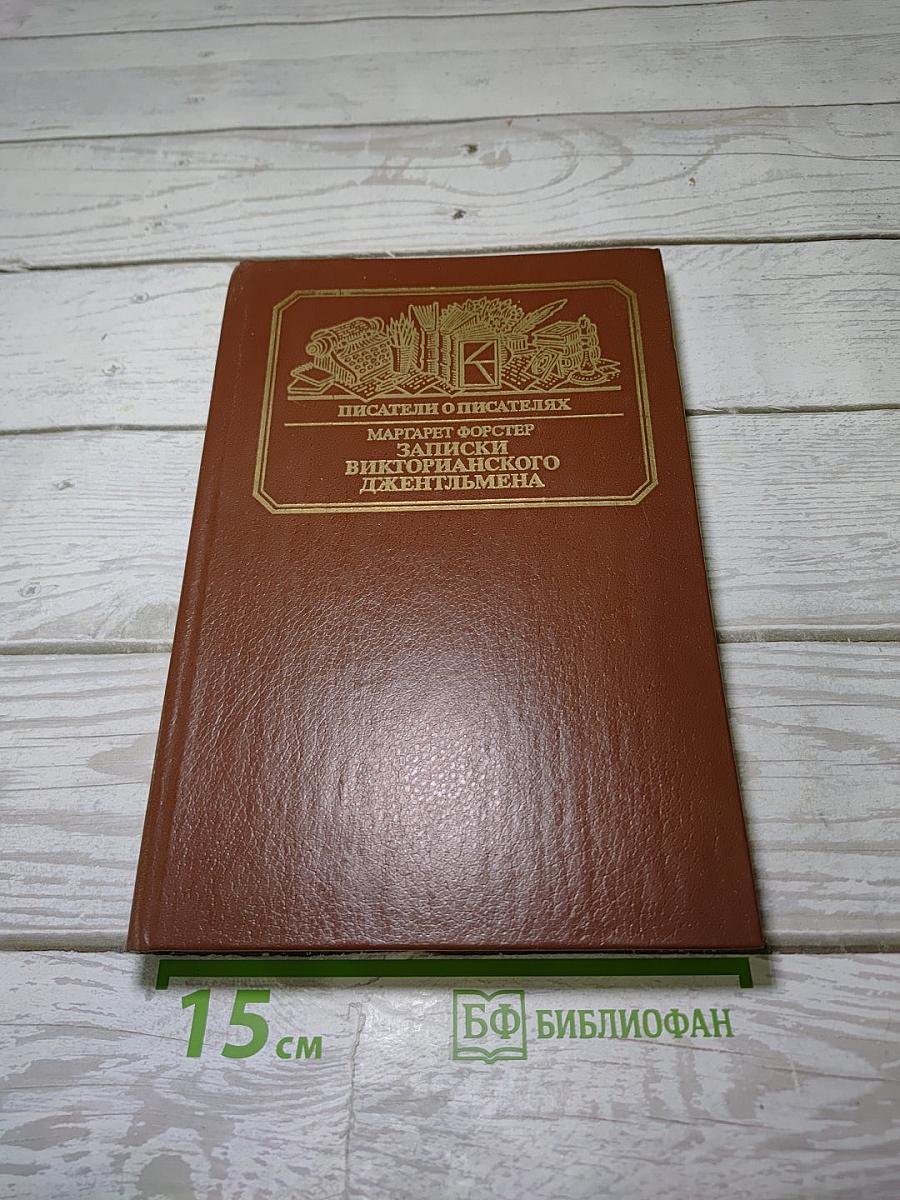 ПИСАТЕЛИ О ПИСАТЕЛЯХ
МАРГАРЕТ ФОРСТЕР
ЗАПИСКИ
ВИКТОРИАНСКОГО
ДЖЕНТЛЬМЕНА
15 см
БФ БИБЛИОФАН